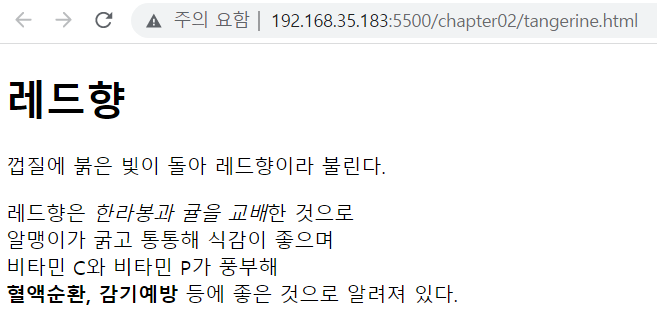 주의 요함 | 192.168.35.183:5500/chapter02/tangerine.html
레드향
껍질에 붉은 빛이 돌아 레드향이라 불린다.
레드향은 한라봉과 귤을 교배한 것으로
알맹이가 굵고 통통해 식감이 좋으며
비타민 C와 비타민 P가 풍부해
혈액순환, 감기예방 등에 좋은 것으로 알려져 있다.